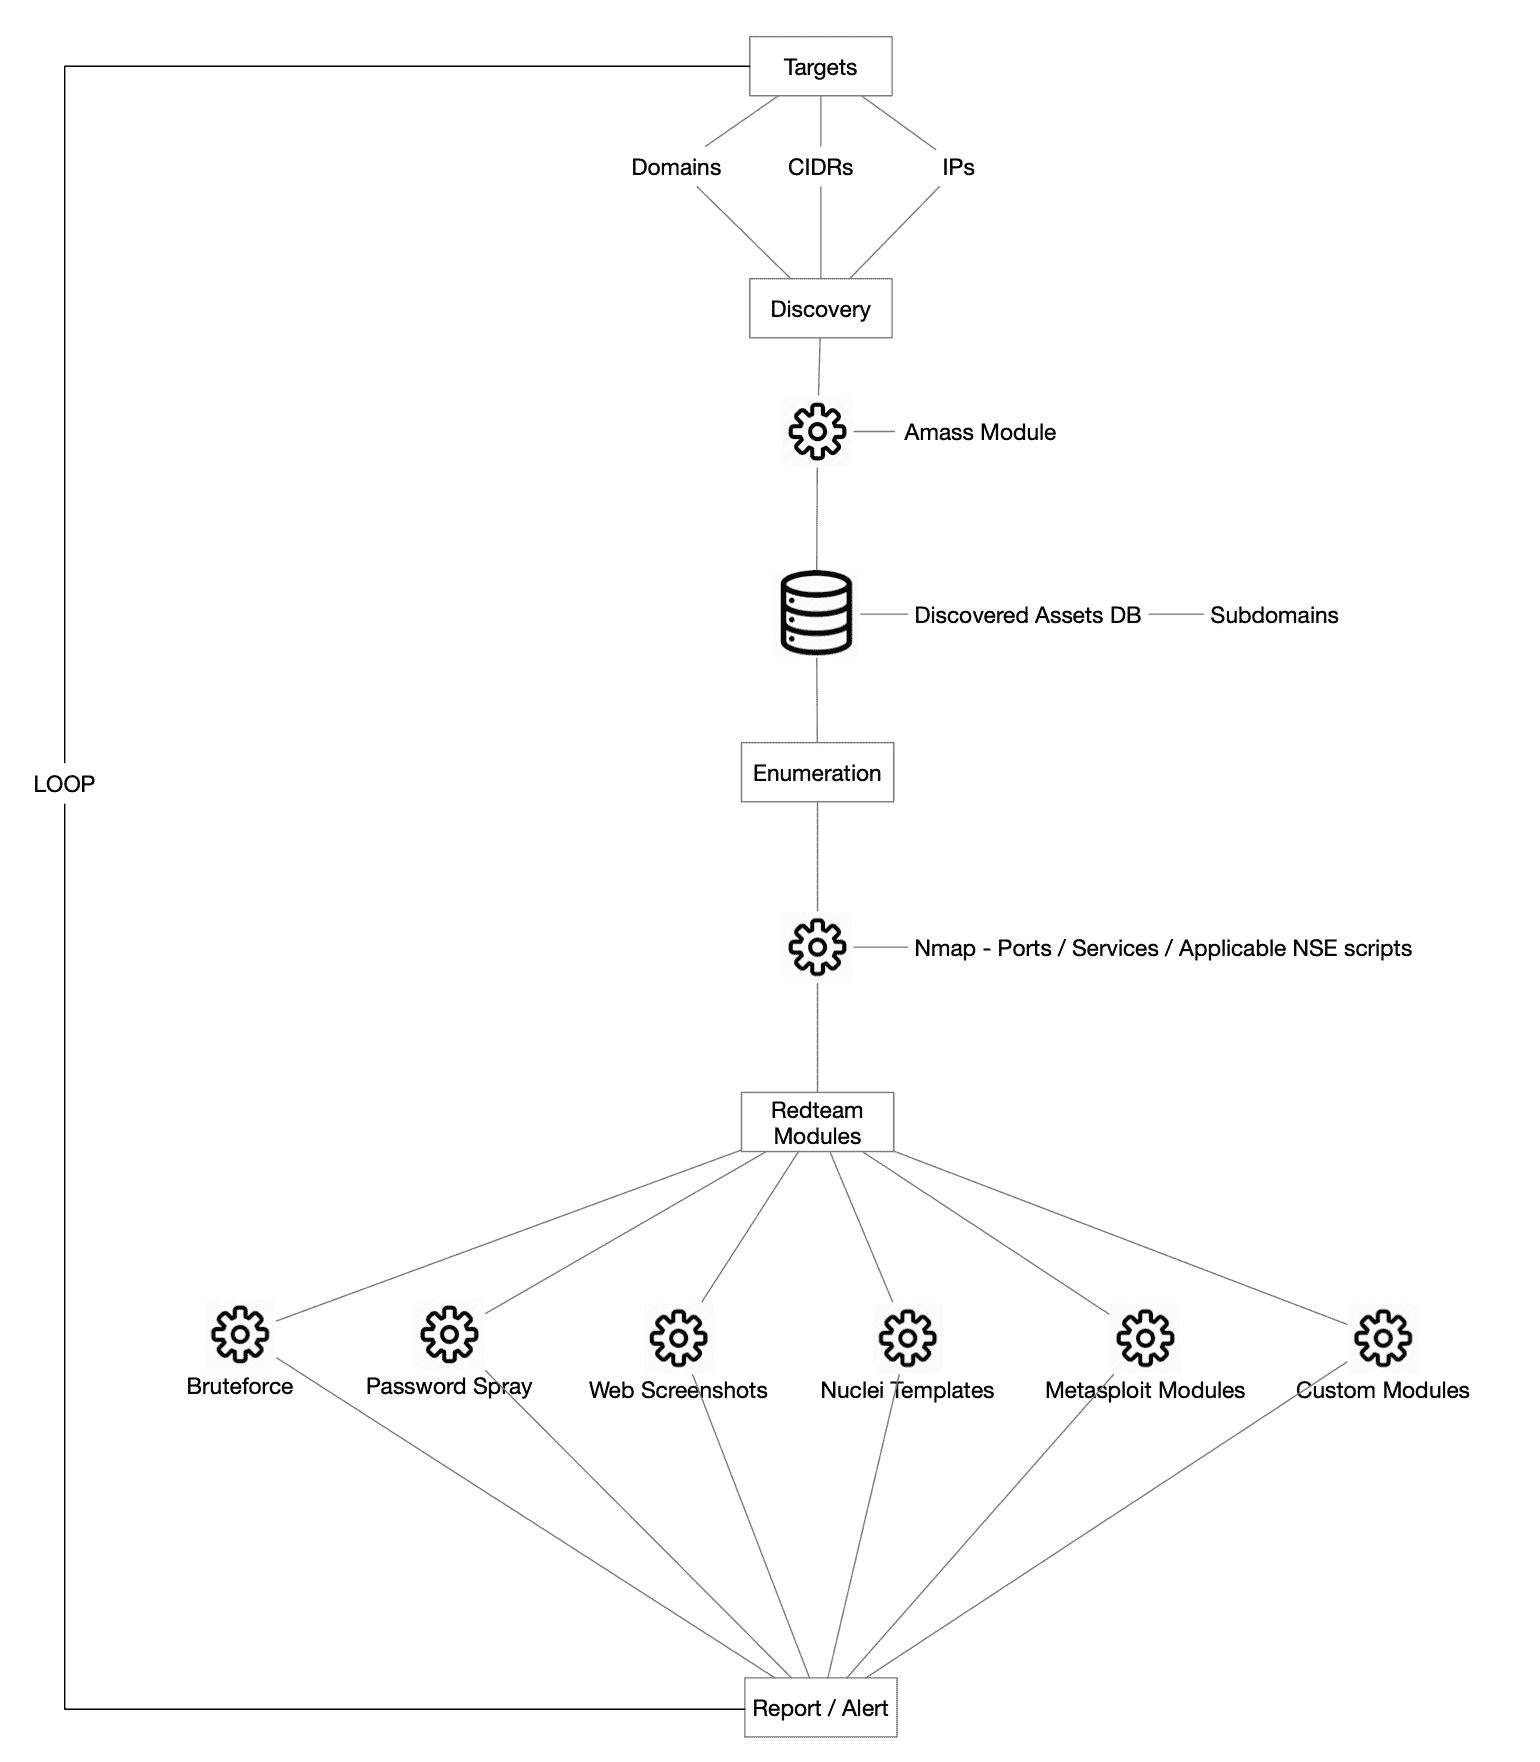 Targets
Domains
CIDRs
IPs
Discovery
Amass Module
Discovered Assets DB
Subdomains
Enumeration
LOOP
Nmap - Ports / Services / Applicable NSE scripts
Redteam
Modules
Bruteforce
Password Spray
Web Screenshots
Nuclei Templates
Metasploit Modules
Custom Modules
Report / Alert